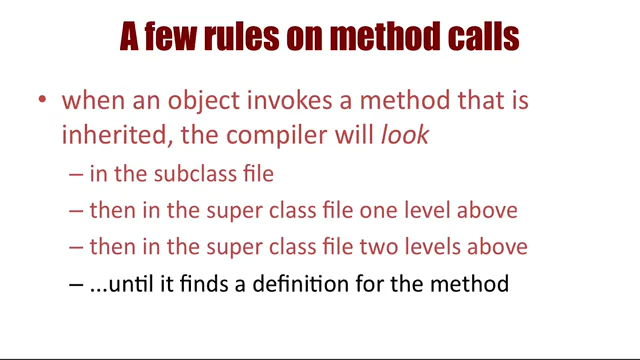 A few rules on method calls
• when an object invokes a method that is
inherited, the compiler will look
– in the subclass file
– then in the super class file one level above
– then in the super class file two levels above
– ...until it finds a definition for the method